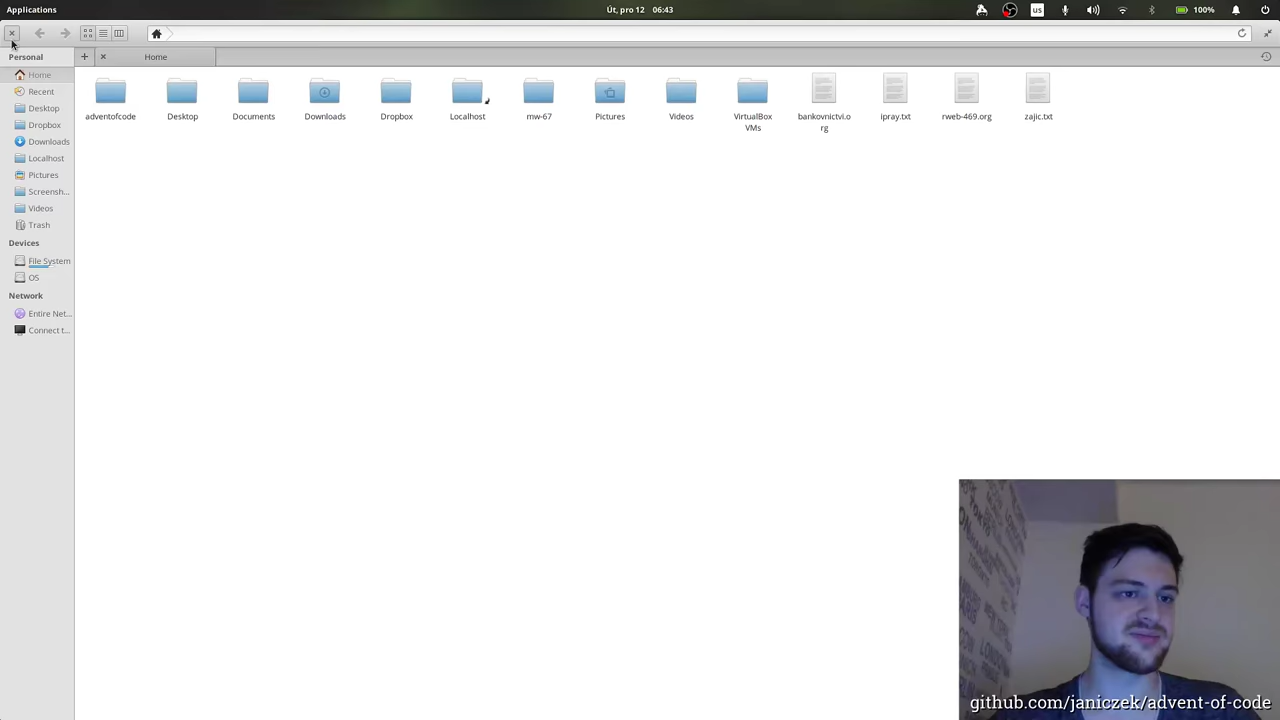 Applications
Út, pro 12 06:43
us
100%
Personal
Home
Home
Recent
Desktop
Dropbox
Downloads
Localhost
Pictures
Screensh...
Videos
Trash
Devices
File System
OS
Network
Entire Net...
Connect t...
adventofcode
Desktop
Documents
Downloads
Dropbox
Localhost
mw-67
Pictures
Videos
VirtualBox
VMs
bankovnictvi.o
rg
ipray.txt
rweb-469.org
zajic.txt
github.com/janiczek/advent-of-code